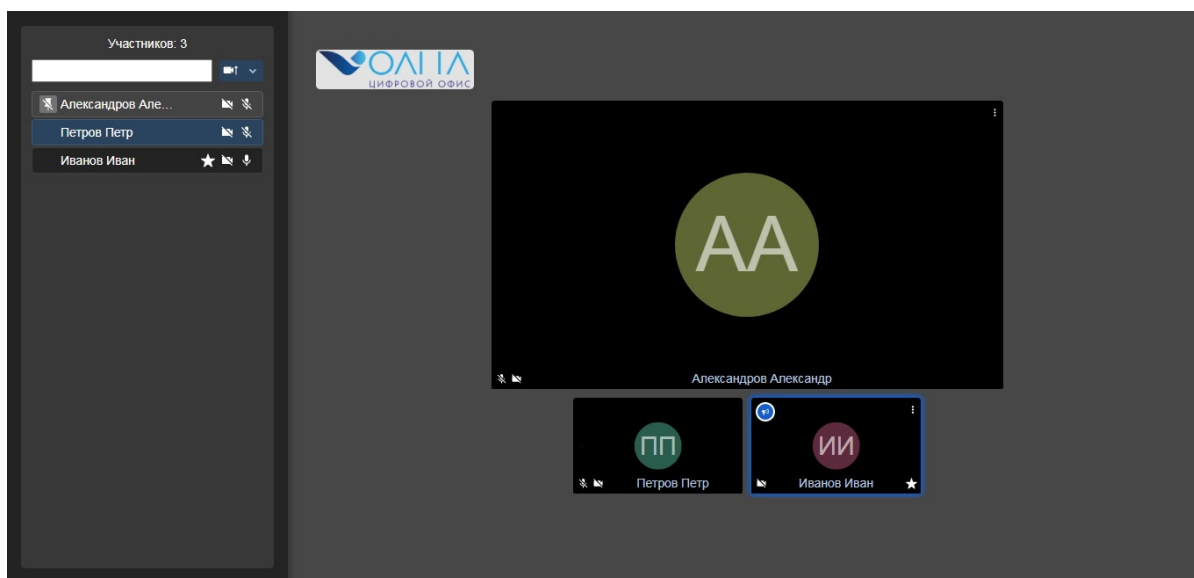 Участников: 3
Александров Але...
Петров Петр
Иванов Иван
ЦИФРОВОЙ ОФИС
АА
Александров Александр
ПП
Петров Петр
ИИ
Иванов Иван